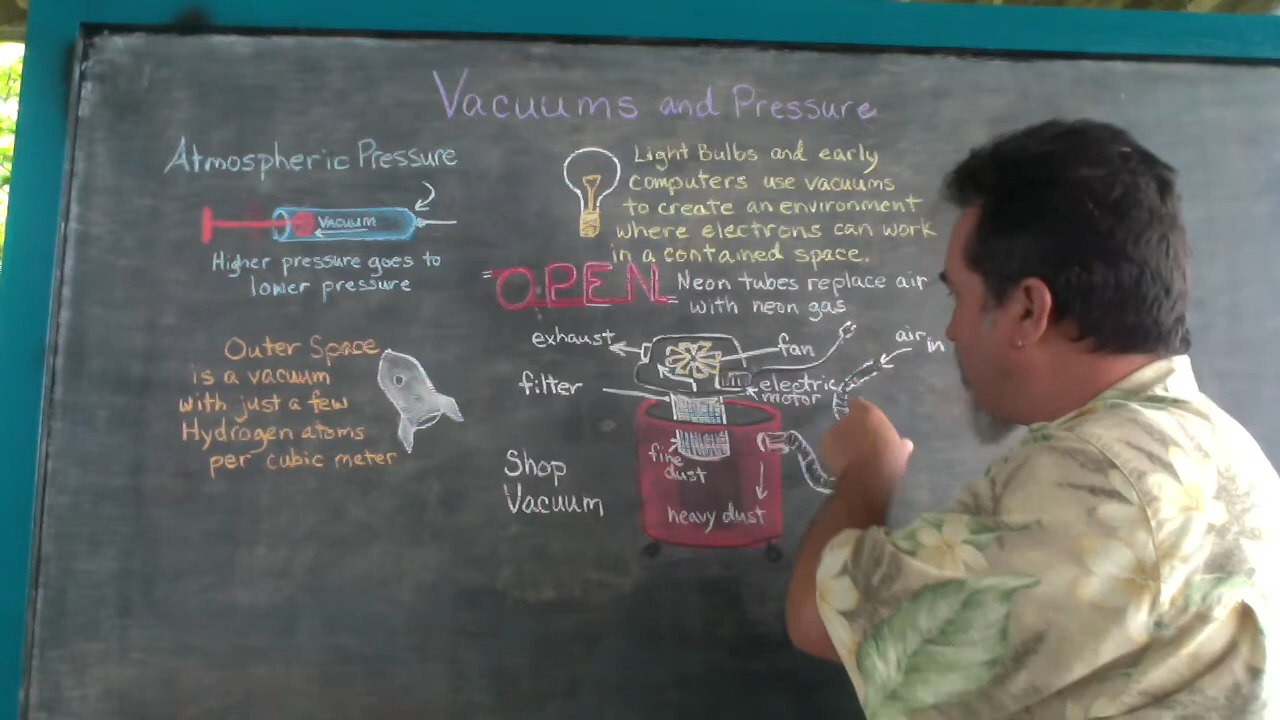 Vacuums and Pressure
Atmospheric Pressure
VACUUM
Higher pressure goes to
lower pressure
Light Bulbs and early
computers use vacuums
to create an environment
where electrons can work
in a contained space.
OPEN
Neon tubes replace air
with neon gas
Outer Space
is a vacuum
with just a few
Hydrogen atoms
per cubic meter
exhaust
fan
air in
filter
electric
motor
Shop
Vacuum
fine
dust
heavy dust